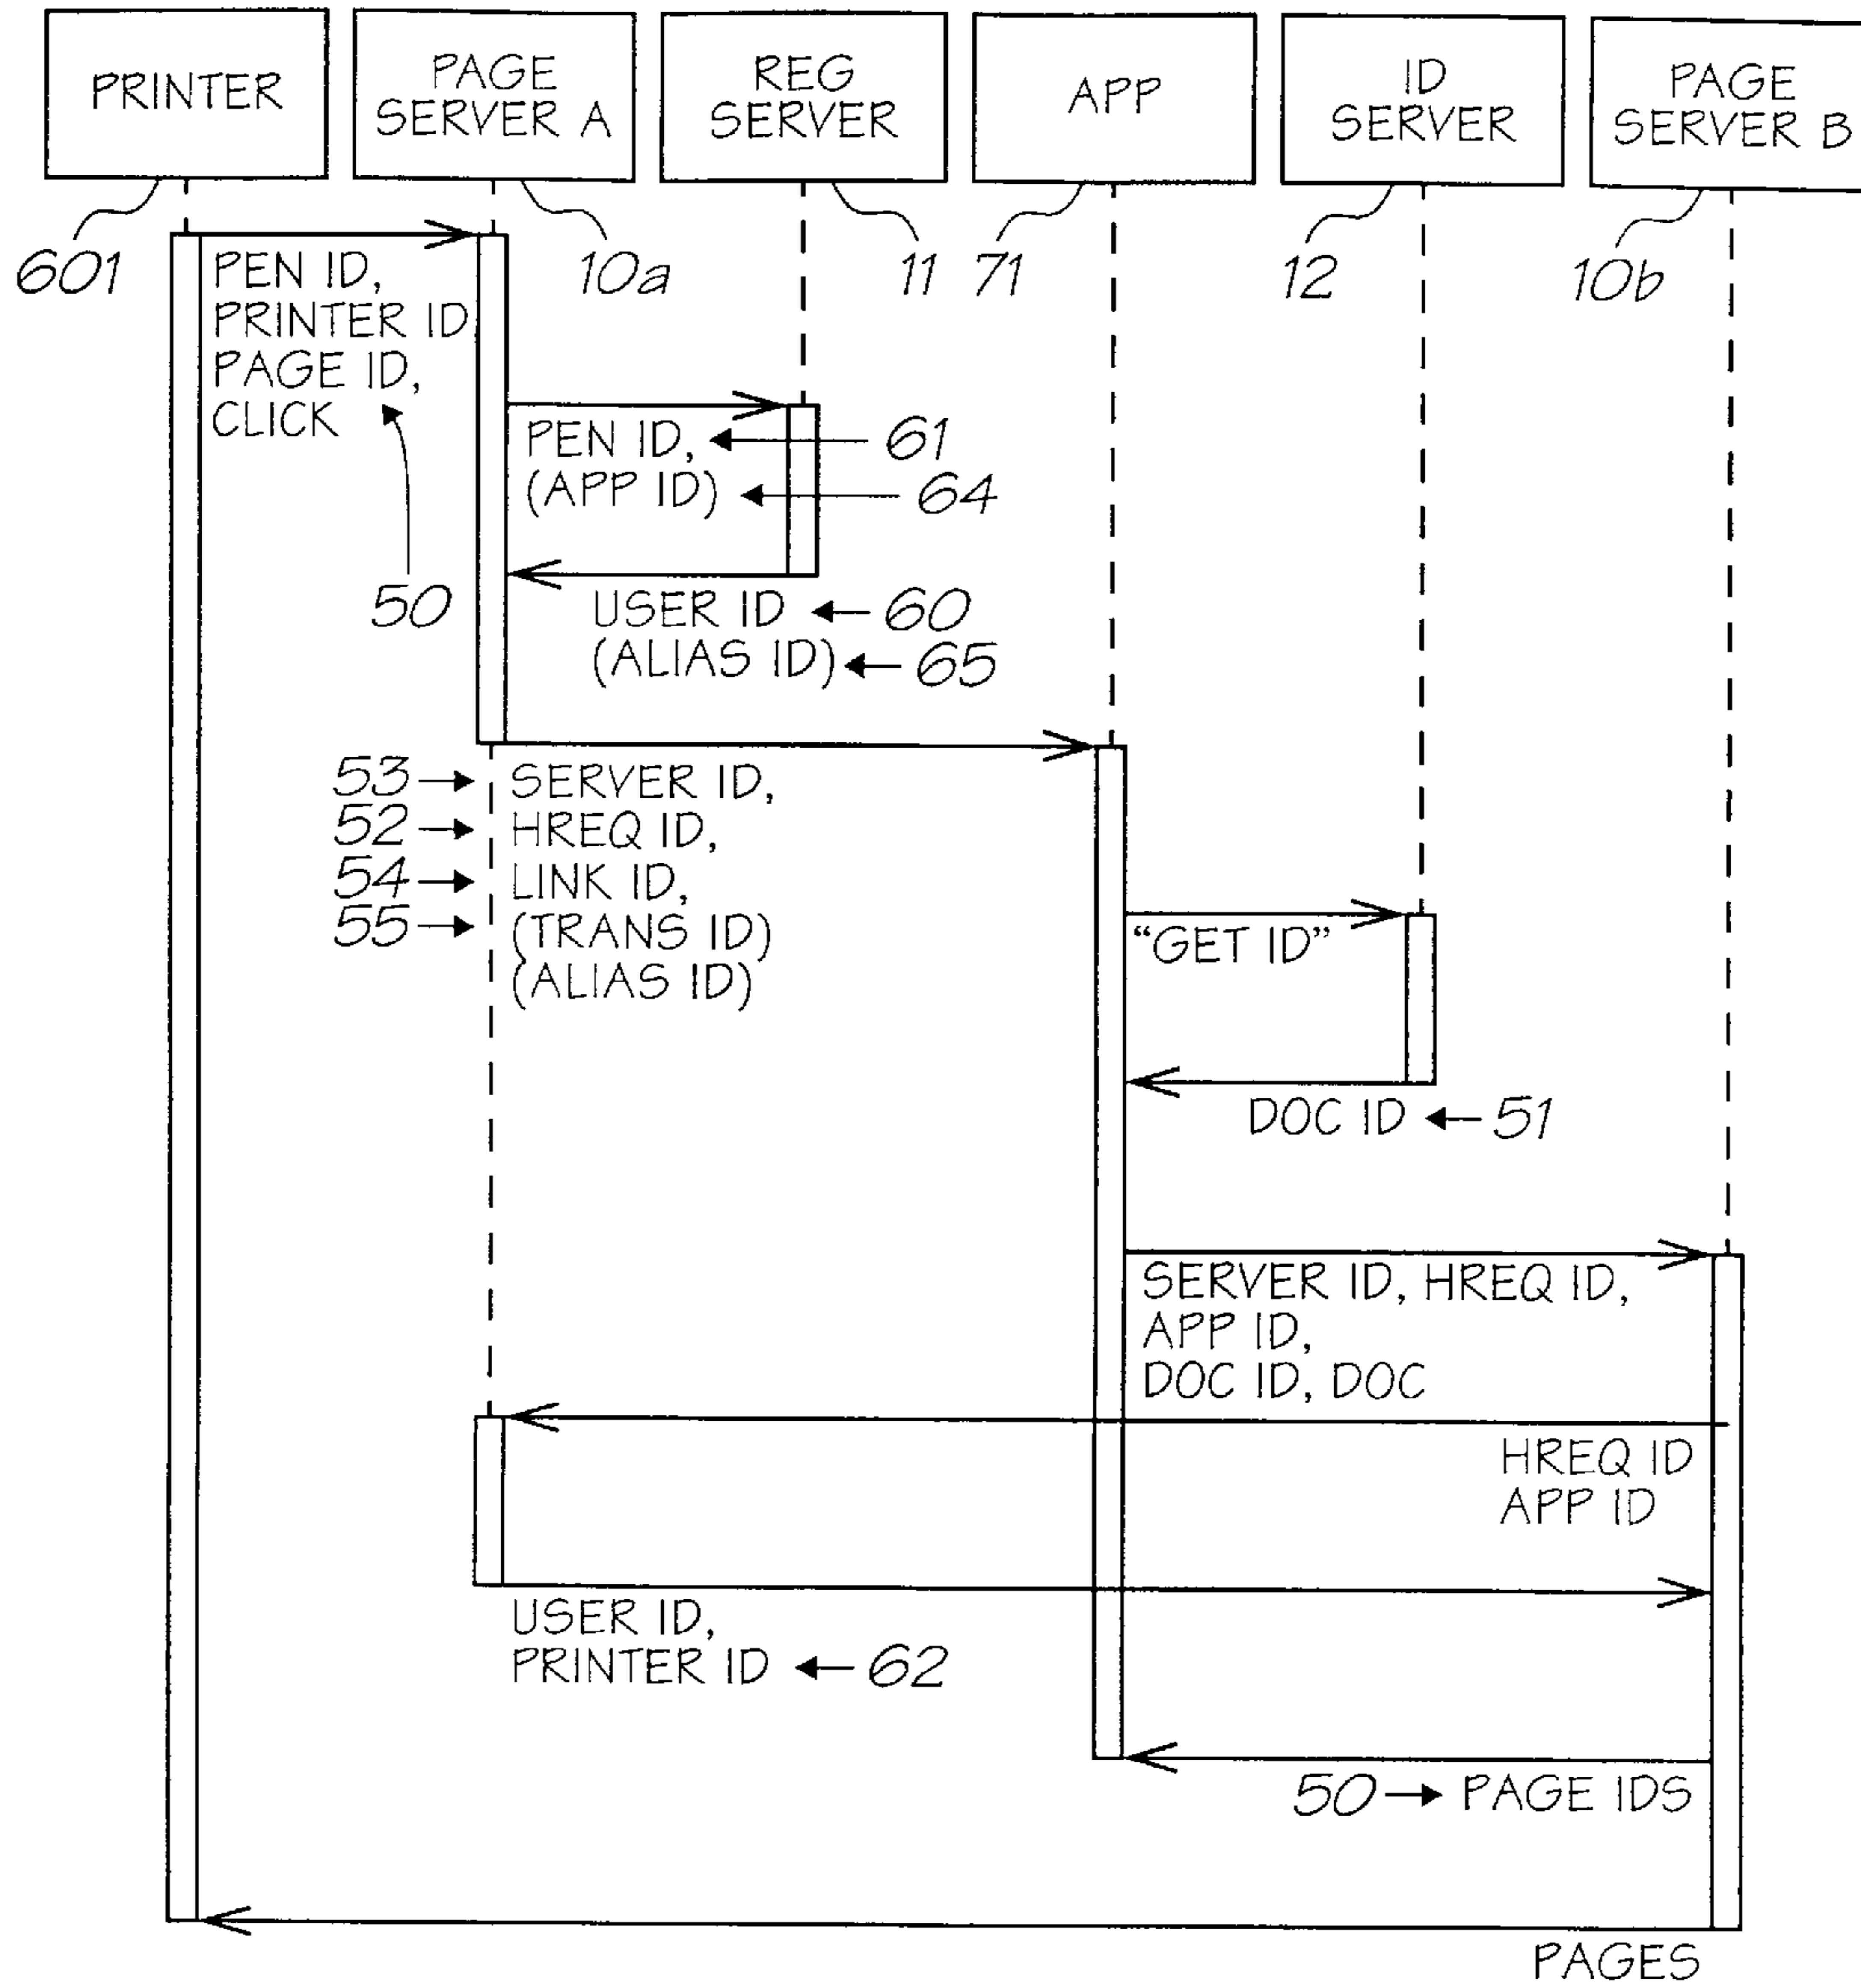 PRINTER
PAGE
SERVER A
REG
SERVER
APP
ID
SERVER
PAGE
SERVER B
601
10a
11
71
12
10b
PEN ID,
PRINTER ID
PAGE ID,
CLICK
50
PEN ID,
61
(APP ID)
64
USER ID
60
(ALIAS ID)
65
53
SERVER ID,
52
HREQ ID,
54
LINK ID,
55
(TRANS ID)
(ALIAS ID)
“GET ID”
DOC ID
51
SERVER ID, HREQ ID,
APP ID,
DOC ID, DOC
HREQ ID
APP ID
USER ID,
PRINTER ID
62
50
PAGE IDS
PAGES